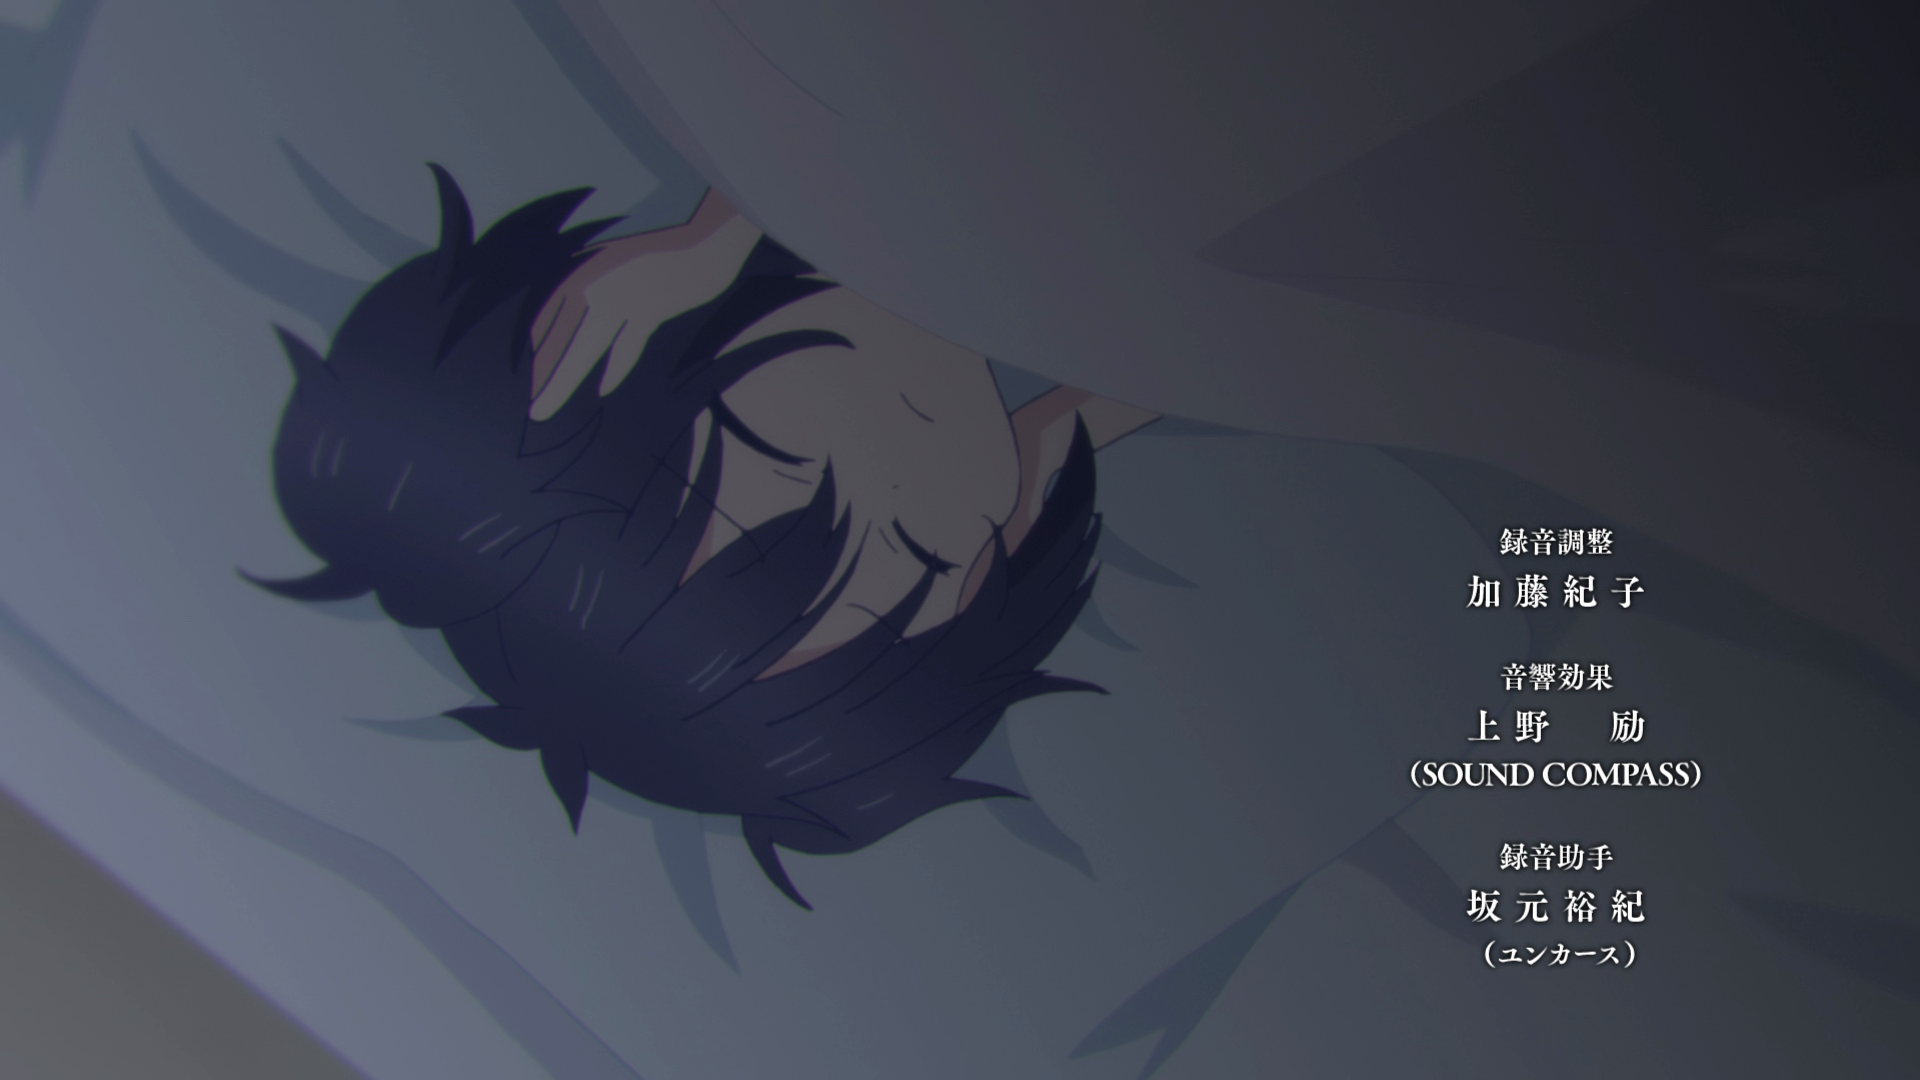 録音調整
加藤紀子
音響効果
上野 励
(SOUND COMPASS)
録音助手
坂元裕紀
(ユンカース)